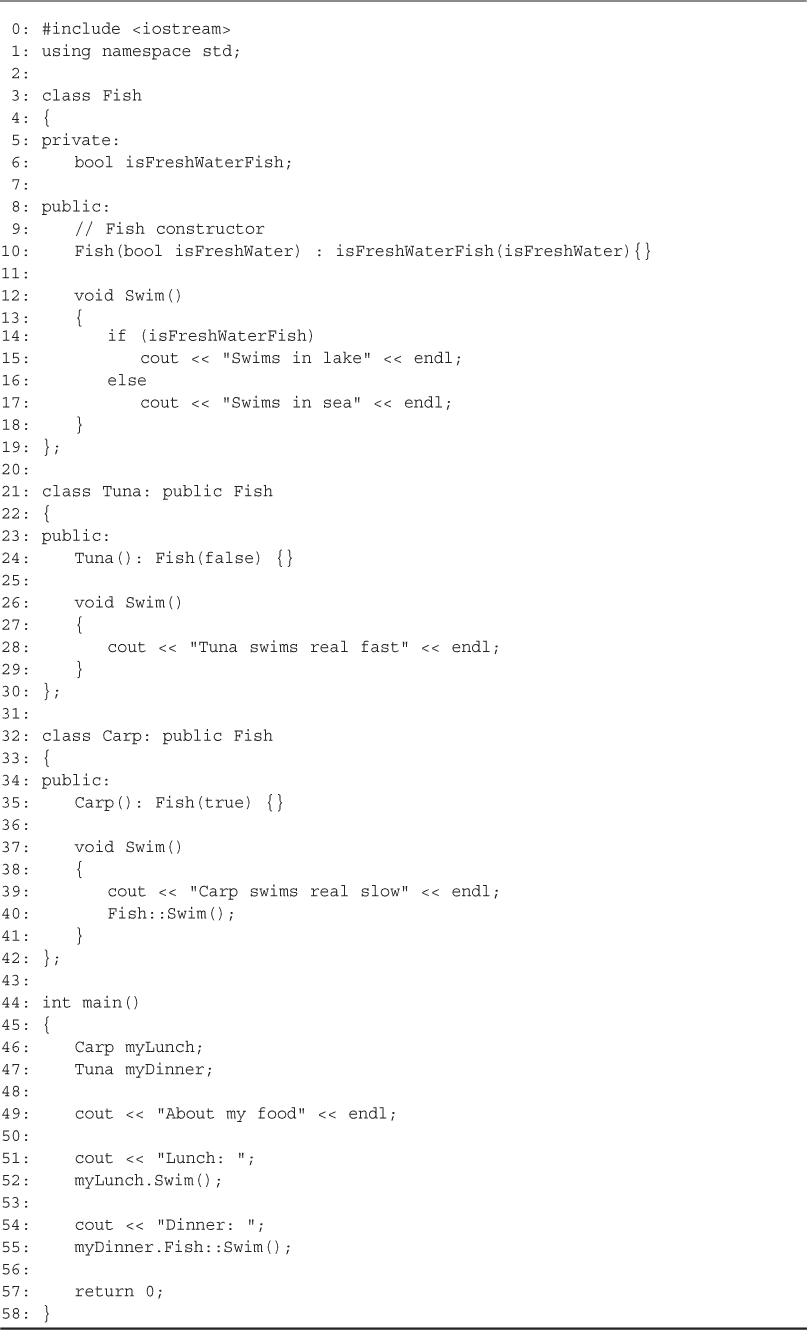 0: #include <iostream>
1: using namespace std;
2:
3: class Fish
4: {
5: private:
6:    bool isFreshWaterFish;
7:
8: public:
9:    // Fish constructor
10:    Fish(bool isFreshWater) : isFreshWaterFish(isFreshWater){}
11:
12:    void Swim()
13:    {
14:       if (isFreshWaterFish)
15:          cout << "Swims in lake" << endl;
16:       else
17:          cout << "Swims in sea" << endl;
18:    }
19: };
20:
21: class Tuna: public Fish
22: {
23: public:
24:    Tuna(): Fish(false) {}
25:
26:    void Swim()
27:    {
28:       cout << "Tuna swims real fast" << endl;
29:    }
30: };
31:
32: class Carp: public Fish
33: {
34: public:
35:    Carp(): Fish(true) {}
36:
37:    void Swim()
38:    {
39:       cout << "Carp swims real slow" << endl;
40:       Fish::Swim();
41:    }
42: };
43:
44: int main()
45: {
46:    Carp myLunch;
47:    Tuna myDinner;
48:
49:    cout << "About my food" << endl;
50:
51:    cout << "Lunch: ";
52:    myLunch.Swim();
53:
54:    cout << "Dinner: ";
55:    myDinner.Fish::Swim();
56:
57:    return 0;
58: }